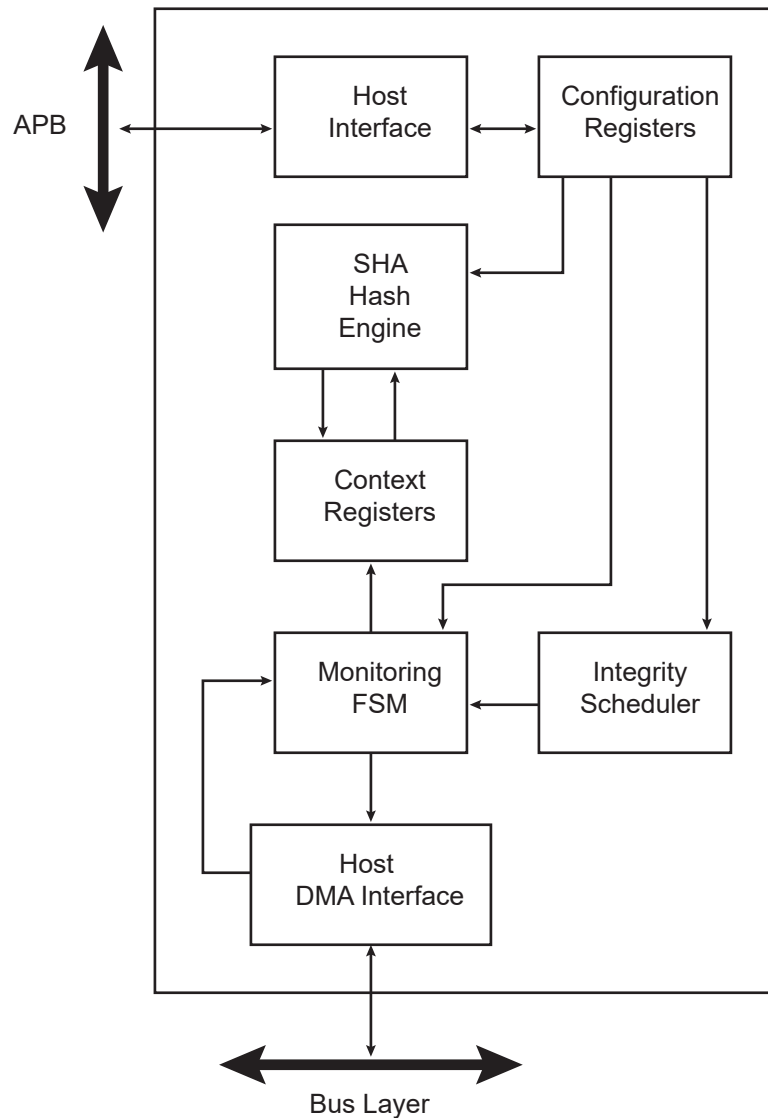 APB
Host
Interface
Configuration
Registers
SHA
Hash
Engine
Context
Registers
Monitoring
FSM
Integrity
Scheduler
Host
DMA Interface
Bus Layer